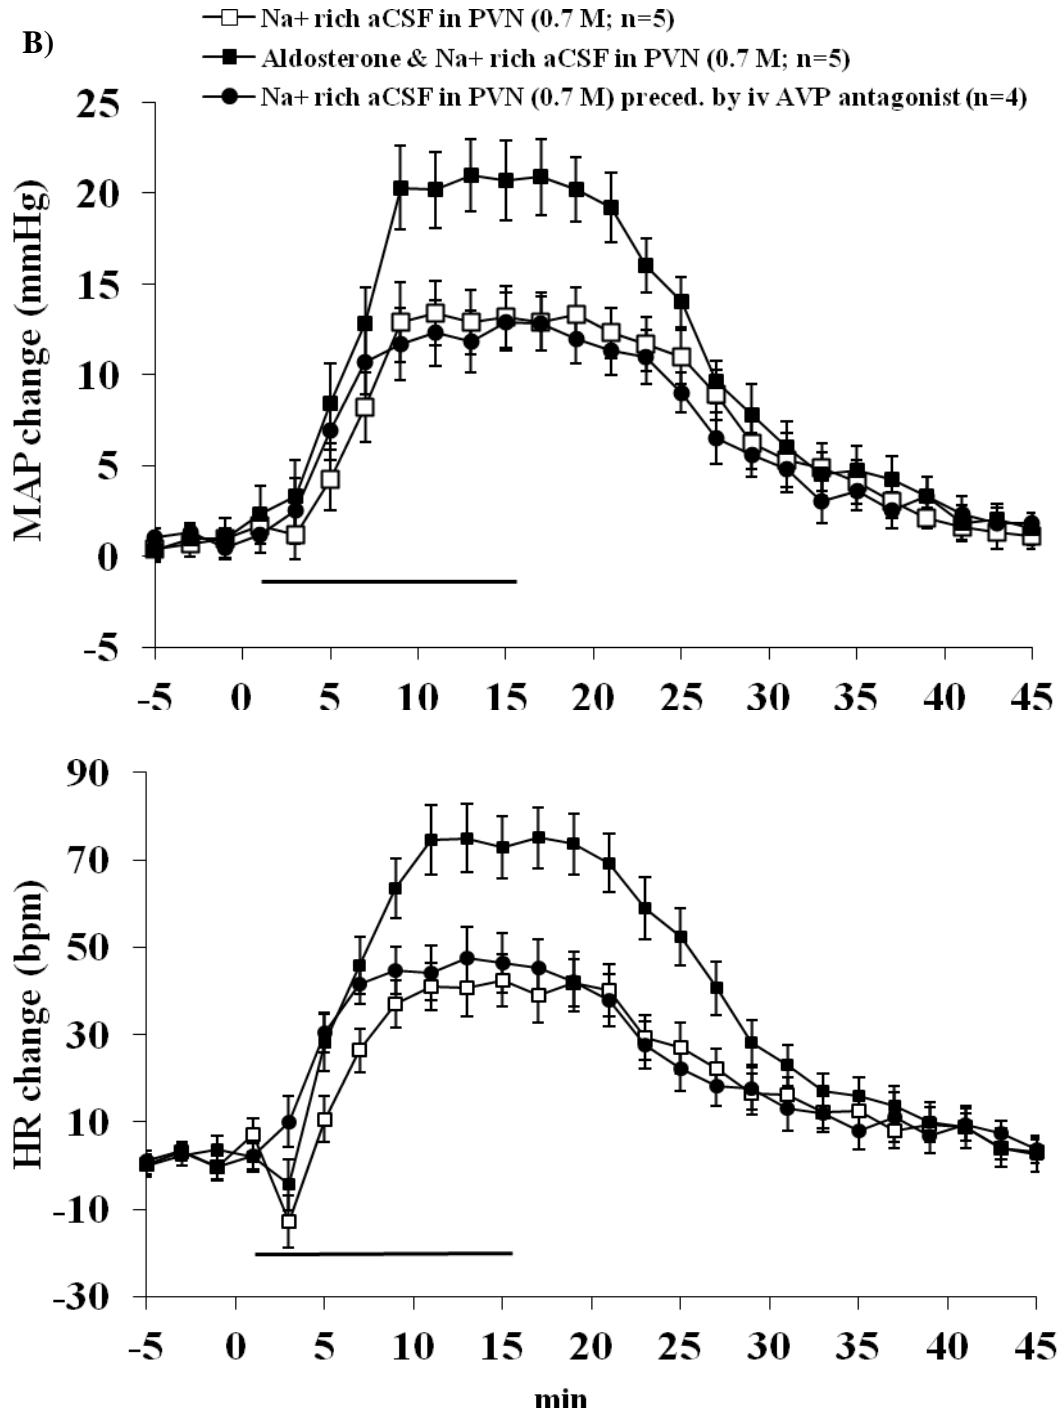 B)
Na+ rich aCSF in PVN (0.7 M; n=5)
Aldosterone & Na+ rich aCSF in PVN (0.7 M; n=5)
Na+ rich aCSF in PVN (0.7 M) preced. by iv AVP antagonist (n=4)
MAP change (mmHg)
25
20
15
10
5
0
-5
-5 0 5 10 15 20 25 30 35 40 45
HR change (bpm)
90
70
50
30
10
-10
-30
-5 0 5 10 15 20 25 30 35 40 45
min